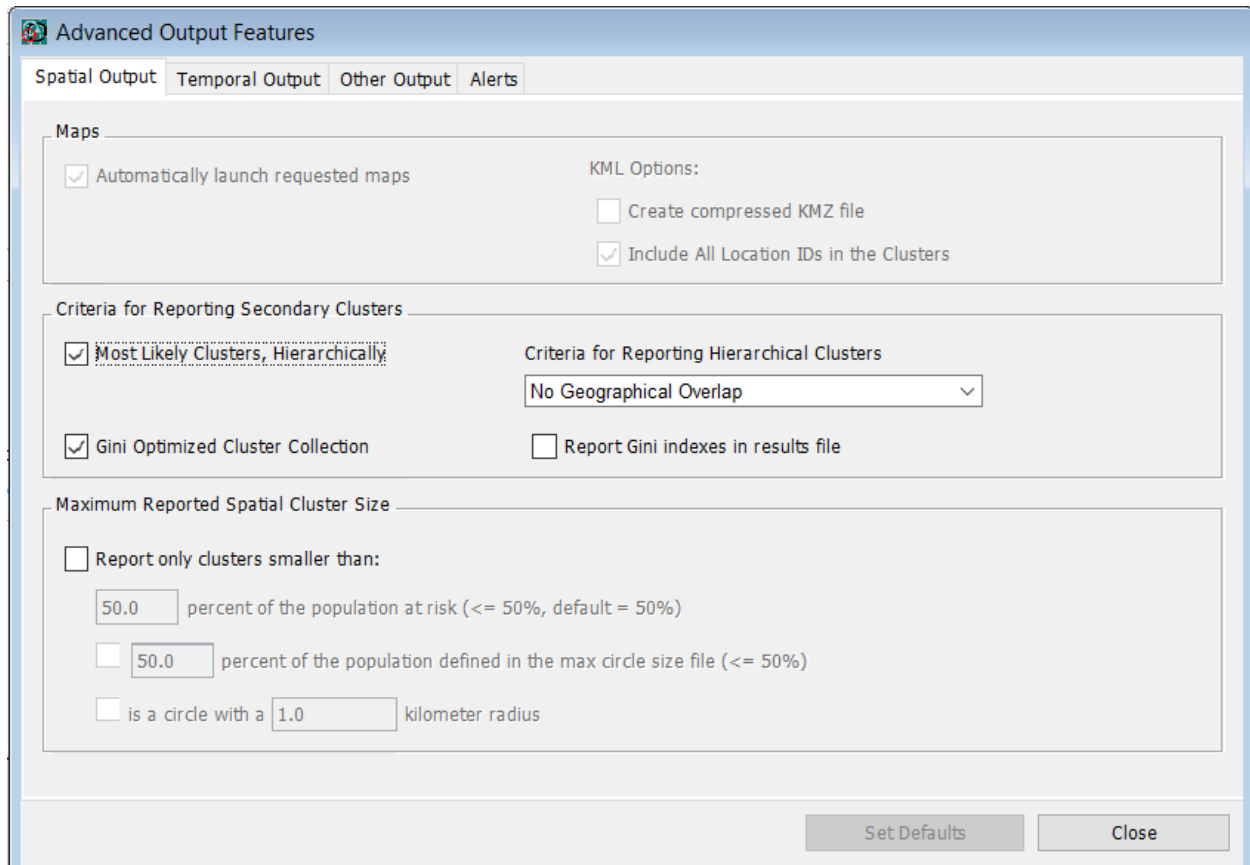 Advanced Output Features
Spatial Output Temporal Output Other Output Alerts
Maps
Automatically launch requested maps
KML Options:
Create compressed KMZ file
Include All Location IDs in the Clusters
Criteria for Reporting Secondary Clusters
Most Likely Clusters, Hierarchically
Criteria for Reporting Hierarchical Clusters
No Geographical Overlap
Gini Optimized Cluster Collection
Report Gini indexes in results file
Maximum Reported Spatial Cluster Size
Report only clusters smaller than:
50.0 percent of the population at risk (<= 50%, default = 50%)
50.0 percent of the population defined in the max circle size file (<= 50%)
is a circle with a 1.0 kilometer radius
Set Defaults Close